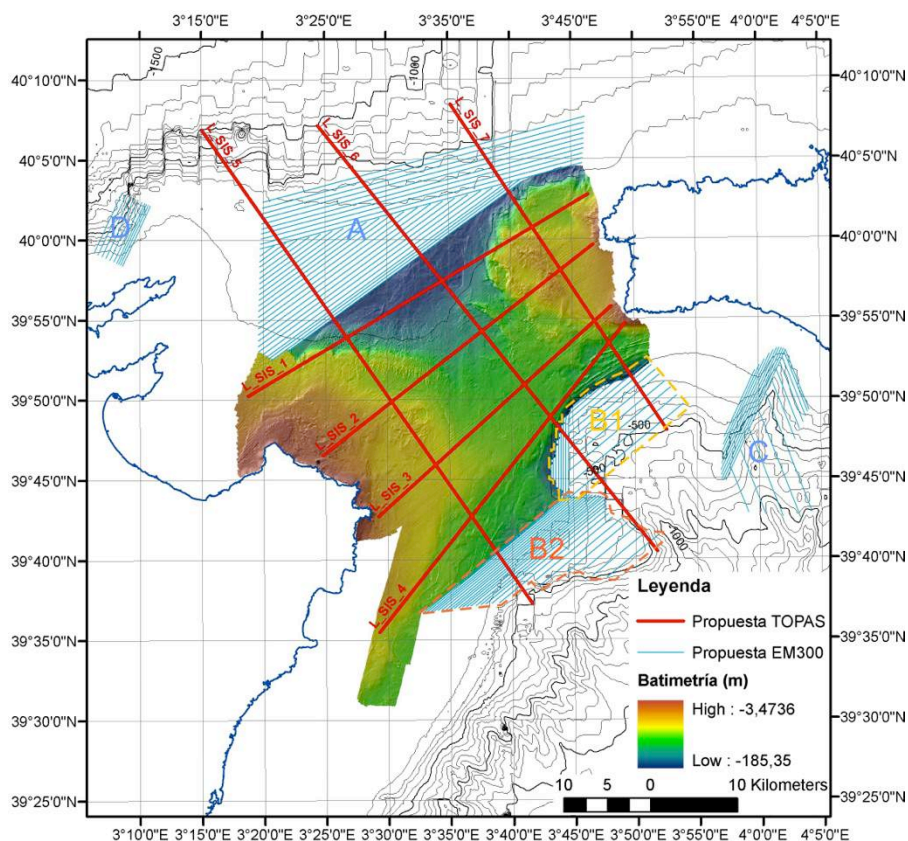 3°15'0"E 3°25'0"E 3°35'0"E 3°45'0"E 3°55'0"E 4°0'0"E 4°5'0"E
40°10'0"N 40°10'0"N
40°5'0"N 40°5'0"N
40°0'0"N 40°0'0"N
39°55'0"N 39°55'0"N
39°50'0"N 39°50'0"N
39°45'0"N 39°45'0"N
39°40'0"N 39°40'0"N
39°35'0"N 39°35'0"N
39°30'0"N 39°30'0"N
39°25'0"N 39°25'0"N
-1500
-1000
L_SIS_5
L_SIS_6
L_SIS_7
D
A
L_SIS_1
L_SIS_2
L_SIS_3
L_SIS_4
B1
-500
-500
C
B2
-1000
Leyenda
Propuesta TOPAS
Propuesta EM300
Batimetría (m)
High : -3,4736
Low : -185,35
10 5 0 10 Kilometers
3°10'0"E 3°15'0"E 3°20'0"E 3°25'0"E 3°30'0"E 3°35'0"E 3°40'0"E 3°45'0"E 3°50'0"E 3°55'0"E 4°0'0"E 4°5'0"E